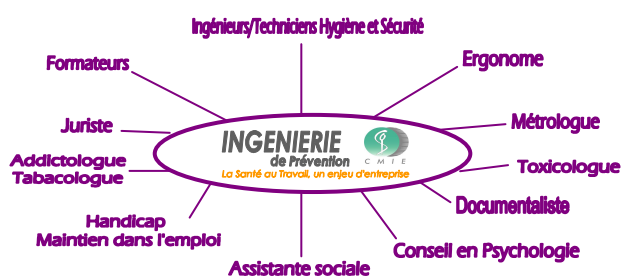 Ingénieurs/Techniciens Hygiène et Sécurité
Formateurs
Ergonome
Juriste
Métrologue
INGENIERIE
de Prévention
CMIE
La Santé au Travail, un enjeu d'entreprise
Addictologue
Tabacologue
Toxicologue
Handicap
Maintien dans l'emploi
Documentaliste
Conseil en Psychologie
Assistante sociale